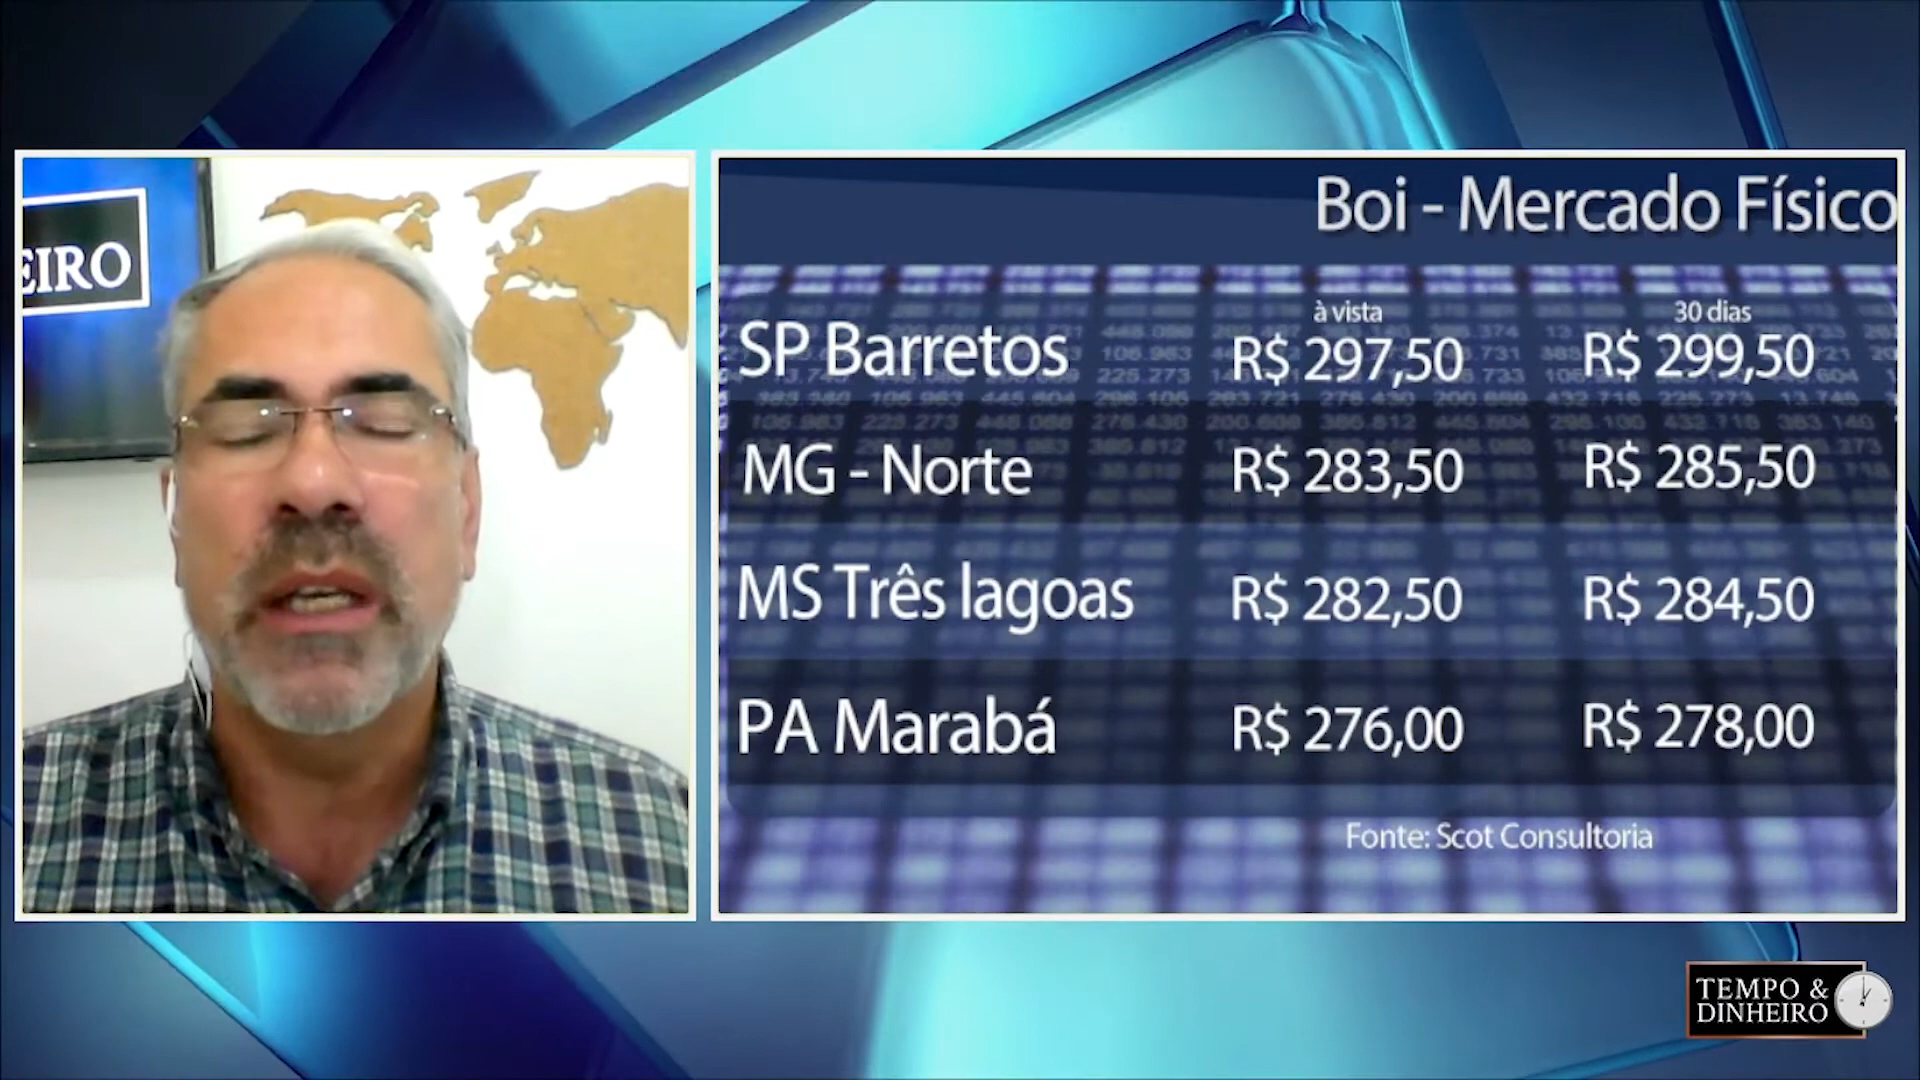 EIRO
Boi - Mercado Físico
à vista 30 dias
SP Barretos R$ 297,50 R$ 299,50
MG - Norte R$ 283,50 R$ 285,50
MS Três lagoas R$ 282,50 R$ 284,50
PA Marabá R$ 276,00 R$ 278,00
Fonte: Scot Consultoria
TEMPO &
DINHEIRO